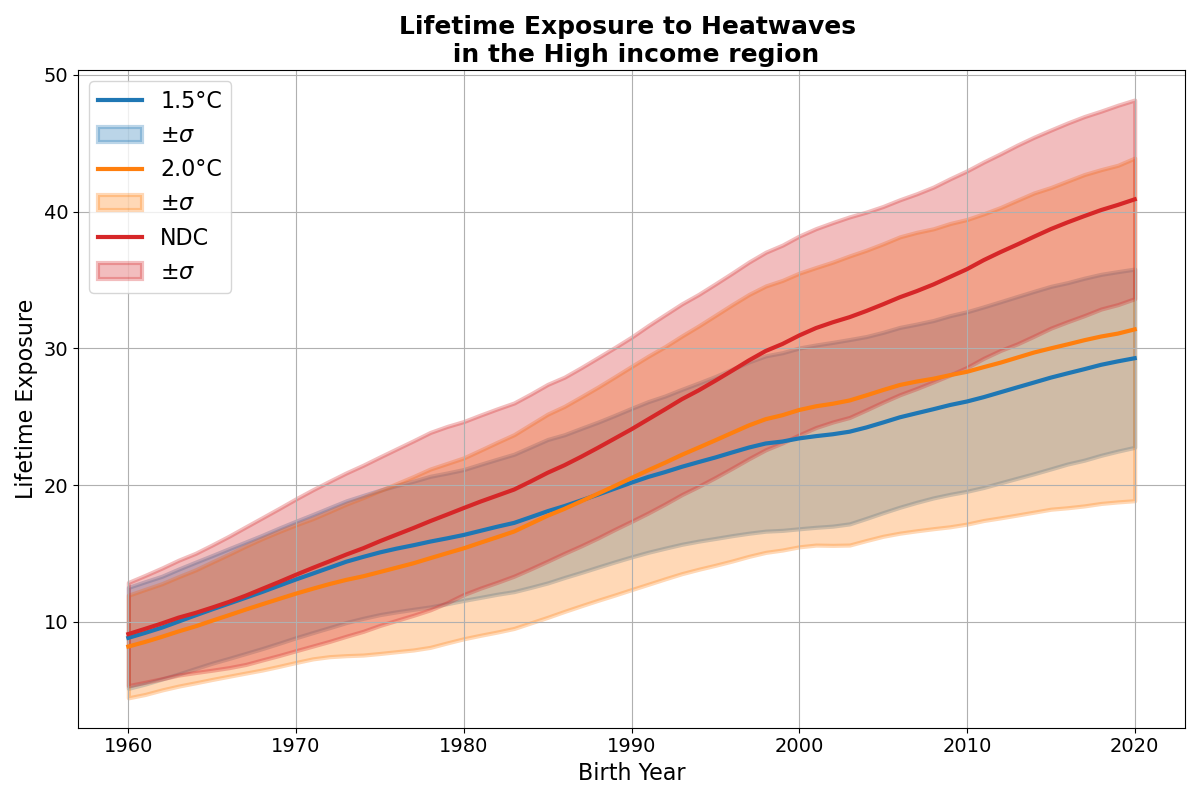 Lifetime Exposure to Heatwaves
in the High income region
1.5°C
±σ
2.0°C
±σ
NDC
±σ
Lifetime Exposure
50
40
30
20
10
1960
1970
1980
1990
2000
2010
2020
Birth Year